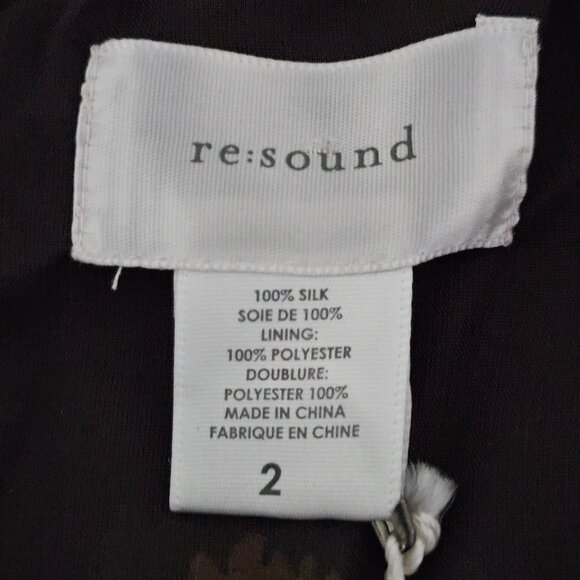 re:sound
100% SILK
SOIE DE 100%
LINING:
100% POLYESTER
DOUBLURE:
POLYESTER 100%
MADE IN CHINA
FABRIQUE EN CHINE
2